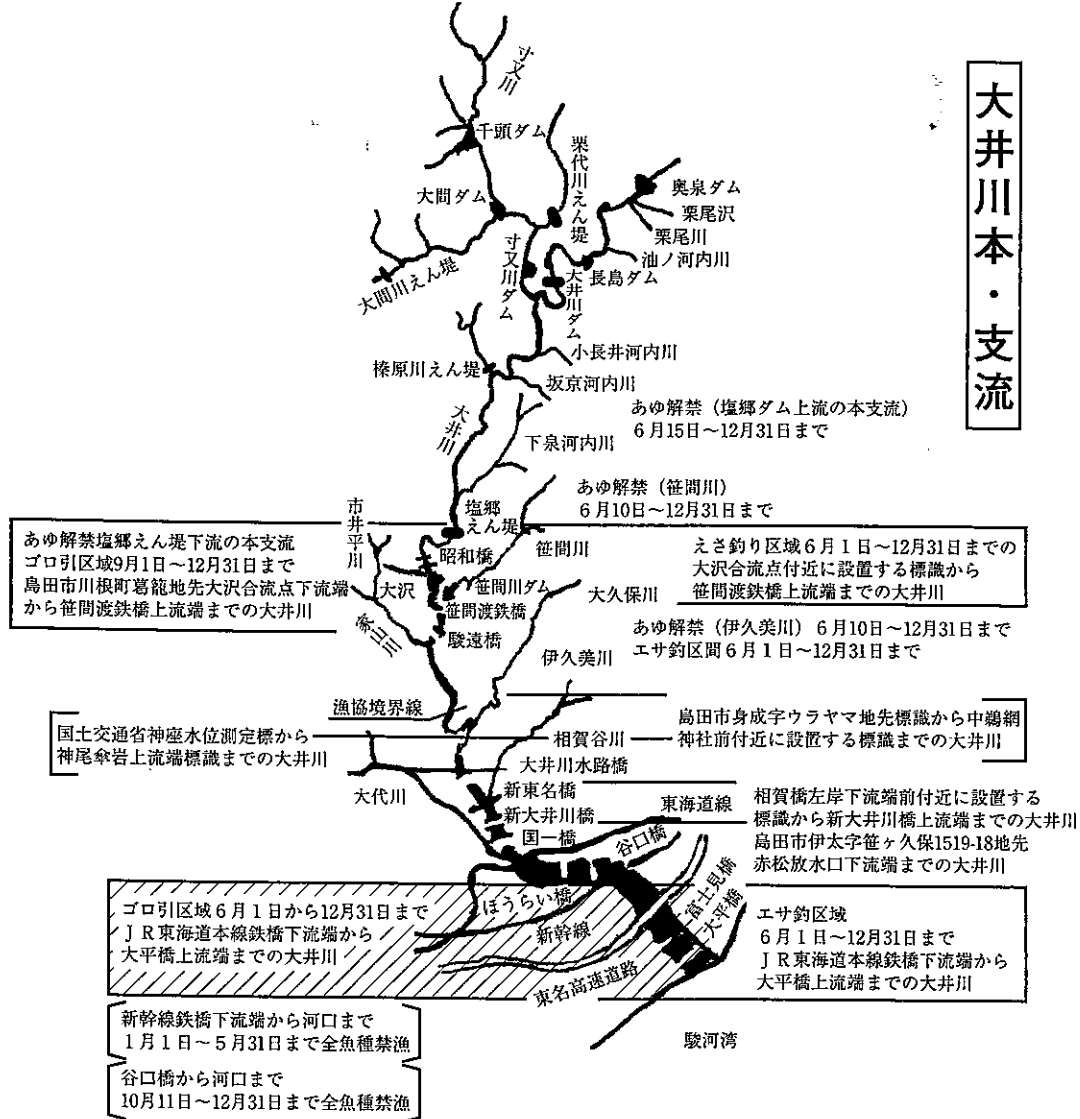 大井川本・支流
寸又川
千頭ダム
栗代川えん堤
奥泉ダム
大間ダム
栗尾沢
栗尾川
油ノ河内川
長島ダム
大間川えん堤
寸又川ダム
大井川ダム
小長井河内川
榛原川えん堤
坂京河内川
大井川
あゆ解禁（塩郷ダム上流の本支流）
6月15日～12月31日まで
下泉河内川
あゆ解禁（笹間川）
6月10日～12月31日まで
市井平川
塩郷
えん堤
昭和橋
笹間川
あゆ解禁塩郷えん堤下流の本支流
ゴロ引区域9月1日～12月31日まで
島田市川根町葛籠地先大沢合流点下流端
から笹間渡鉄橋上流端までの大井川
えさ釣り区域6月1日～12月31日までの
大沢合流点付近に設置する標識から
笹間渡鉄橋上流端までの大井川
大沢
笹間川ダム
笹間渡鉄橋
大久保川
家山川
駿遠橋
あゆ解禁（伊久美川）6月10日～12月31日まで
エサ釣区間6月1日～12月31日まで
伊久美川
漁協境界線
国土交通省神座水位測定標から
神尾傘岩上流端標識までの大井川
島田市身成字ウラヤマ地先標識から中鵜網
神社前付近に設置する標識までの大井川
相賀谷川
大井川水路橋
大代川
新東名橋
新大井川橋
国一橋
東海道線
相賀橋左岸下流端前付近に設置する
標識から新大井川橋上流端までの大井川
島田市伊太字笹ヶ久保1519-18地先
赤松放水口下流端までの大井川
谷口橋
ほうらい橋
富士見橋
太平橋
新幹線
東名高速道路
ゴロ引区域6月1日から12月31日まで
JR東海道本線鉄橋下流端から
大平橋上流端までの大井川
エサ釣区域
6月1日～12月31日まで
JR東海道本線鉄橋下流端から
大平橋上流端までの大井川
駿河湾
新幹線鉄橋下流端から河口まで
1月1日～5月31日まで全魚種禁漁
谷口橋から河口まで
10月11日～12月31日まで全魚種禁漁